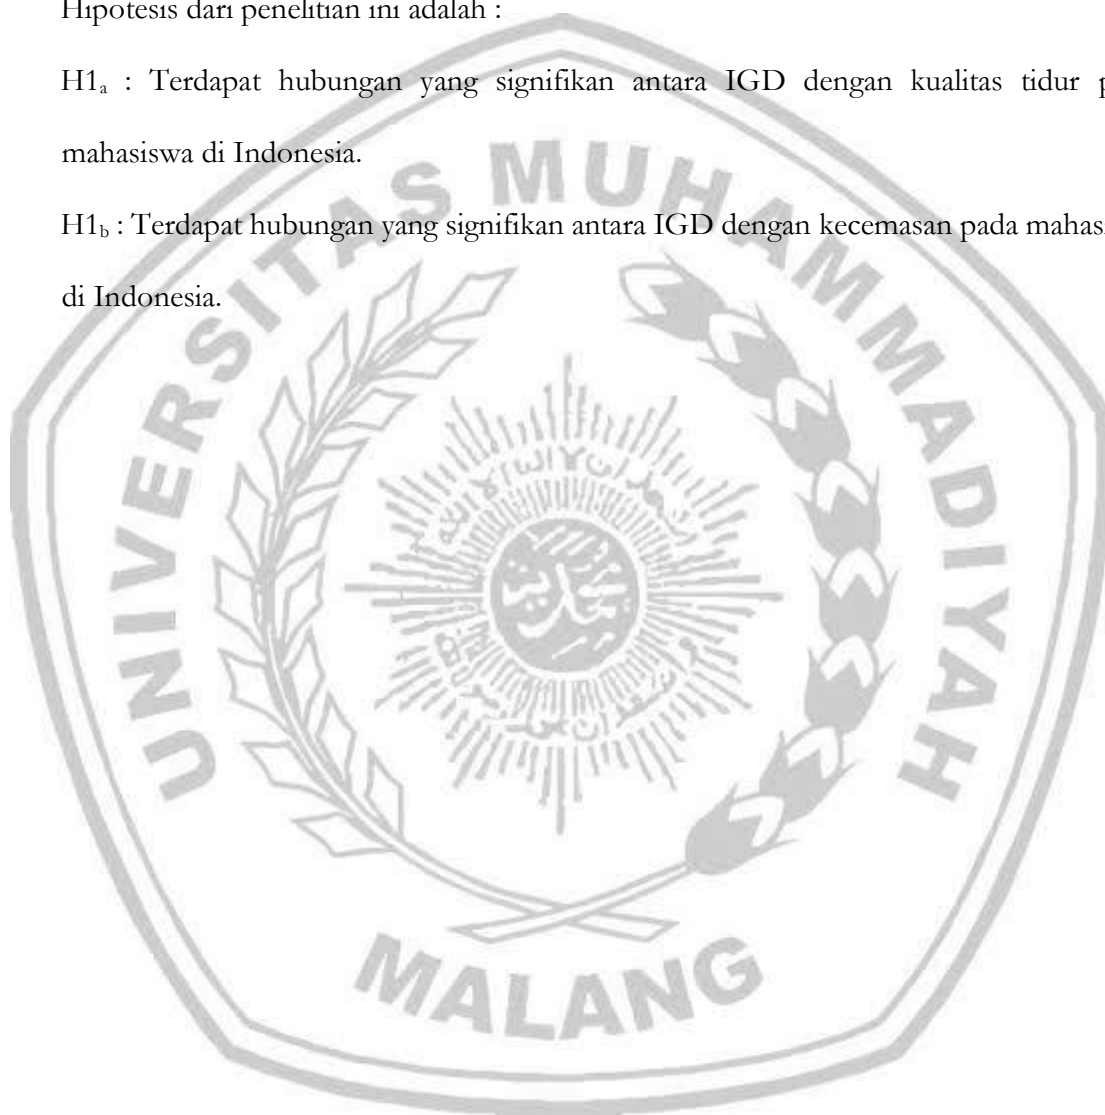 Hipotesis dari penelitian ini adalah :
H1a : Terdapat hubungan yang signifikan antara IGD dengan kualitas tidur p
mahasiswa di Indonesia.
H1b : Terdapat hubungan yang signifikan antara IGD dengan kecemasan pada mahas
di Indonesia.
UNIVERSITAS MUHAMMADIYAH
MALANG